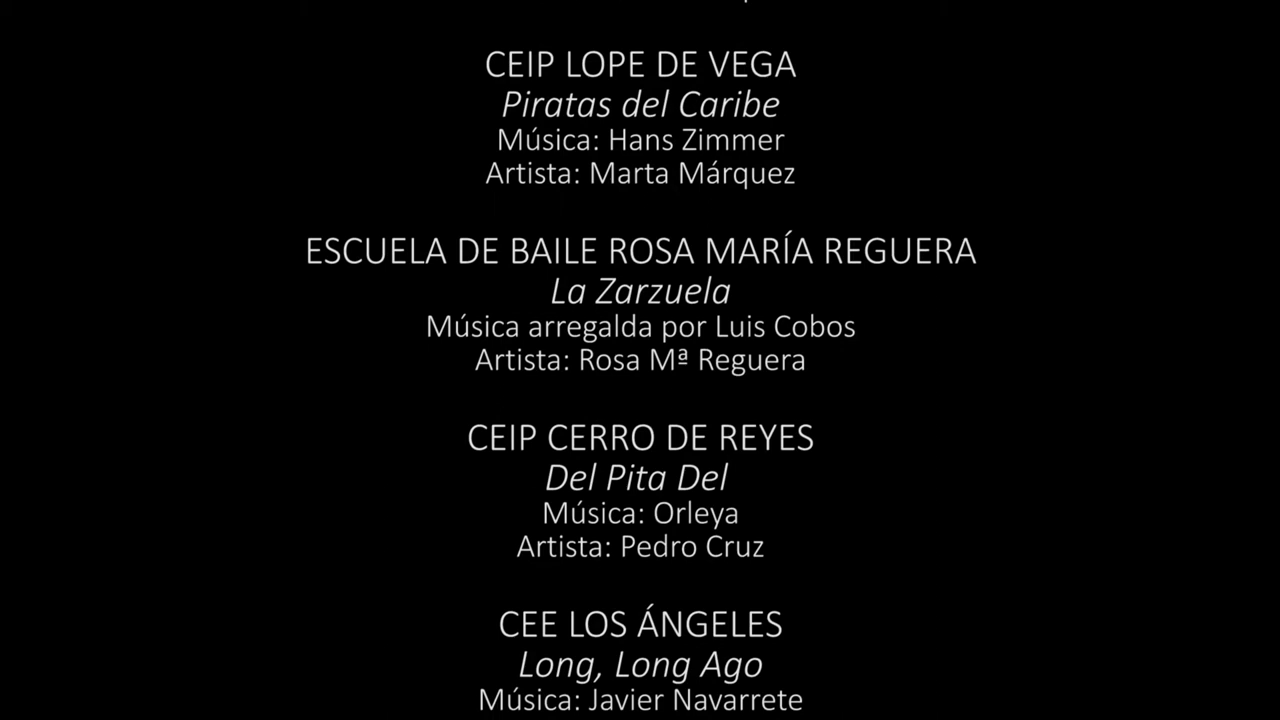 CEIP LOPE DE VEGA
Piratas del Caribe
Música: Hans Zimmer
Artista: Marta Márquez
ESCUELA DE BAILE ROSA MARÍA REGUERA
La Zarzuela
Música arregalda por Luis Cobos
Artista: Rosa Mª Reguera
CEIP CERRO DE REYES
Del Pita Del
Música: Orleya
Artista: Pedro Cruz
CEE LOS ÁNGELES
Long, Long Ago
Música: Javier Navarrete